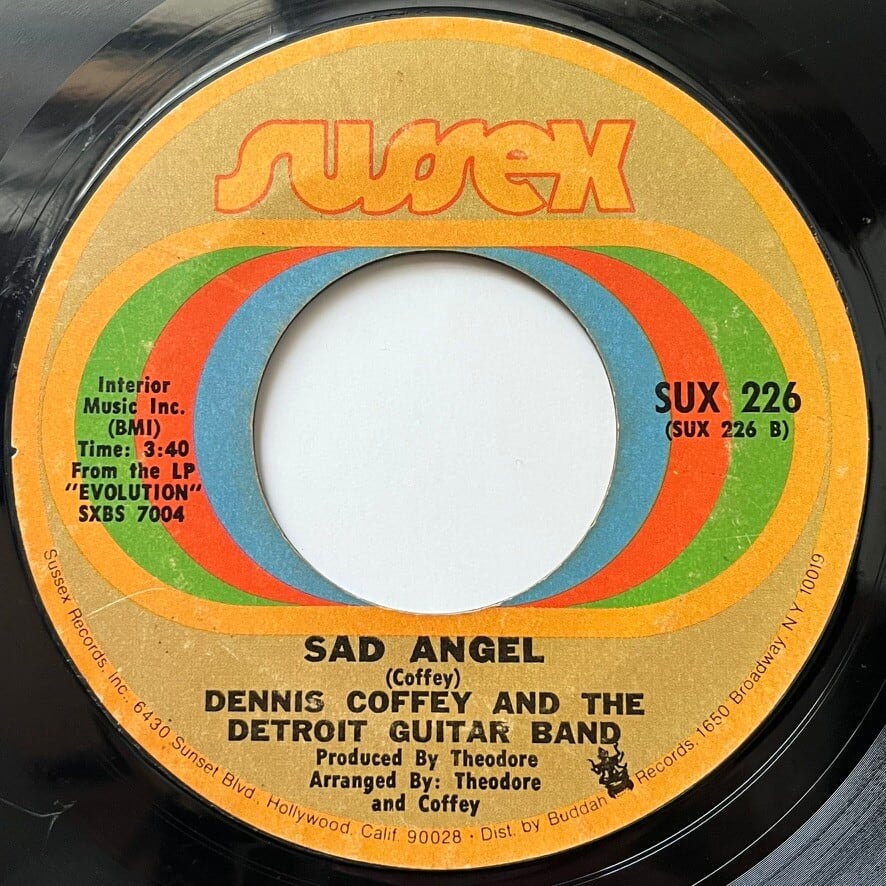 sussex
Interior
Music Inc.
(BMI)
Time: 3:40
From the LP
"EVOLUTION"
SXBS 7004
SUX 226
(SUX 226 B)
SAD ANGEL
(Coffey)
DENNIS COFFEY AND THE
DETROIT GUITAR BAND
Produced By Theodore
Arranged By: Theodore
and Coffey
Sussex Records, Inc., 6430 Sunset Blvd., Hollywood, Calif. 90028 · Dist. by Buddah Records, 1650 Broadway, N Y 10019